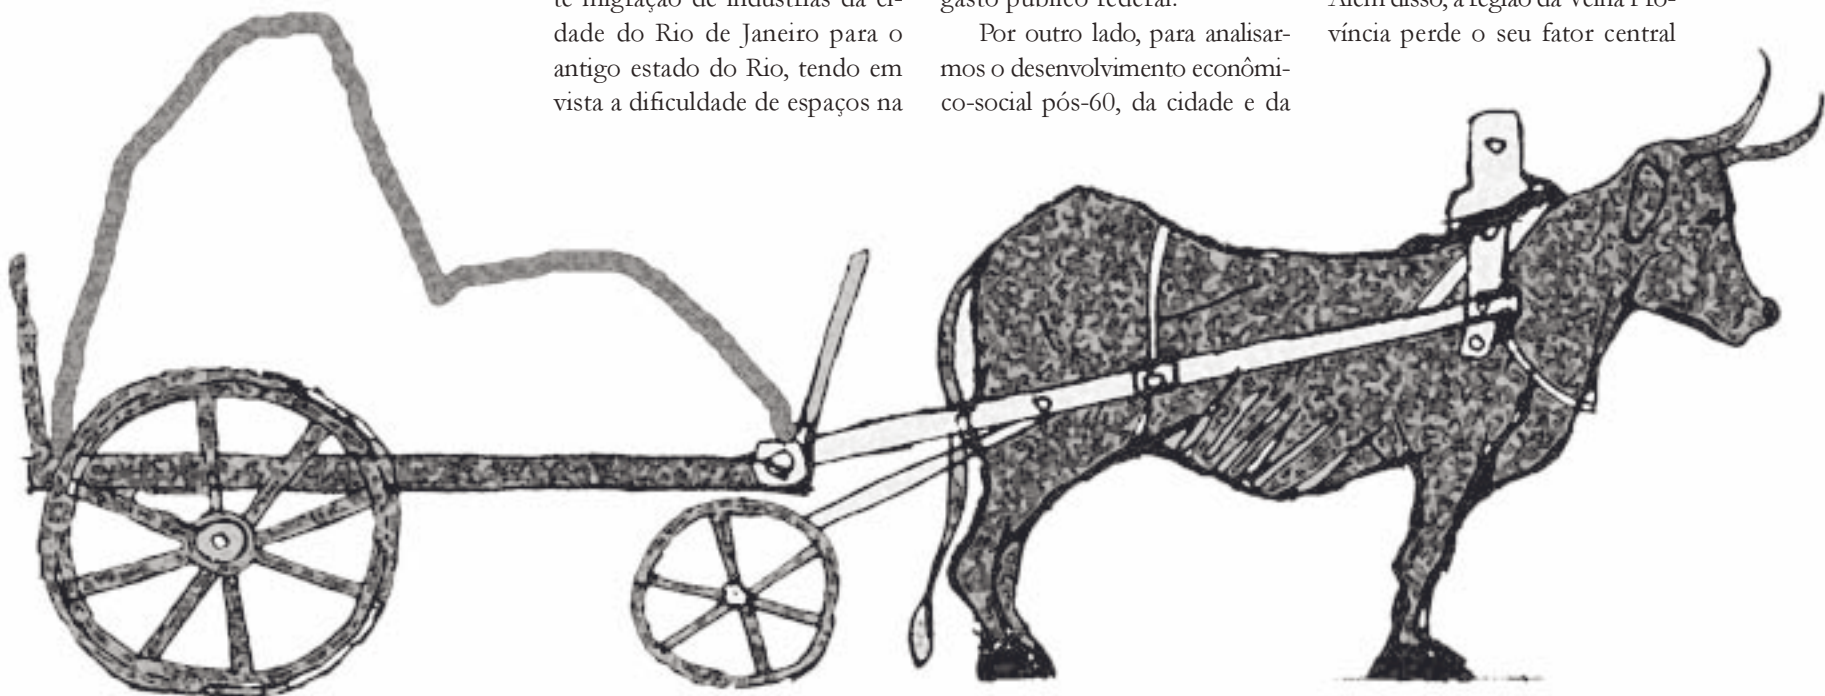 te migração de indústrias da ci-
dade do Rio de Janeiro para o
antigo estado do Rio, tendo em
vista a dificuldade de espaços na
gasto público federal.
Por outro lado, para analisar-
mos o desenvolvimento econômi-
co-social pós-60, da cidade e da
Além disso, a região da Velha Pro-
víncia perde o seu fator central